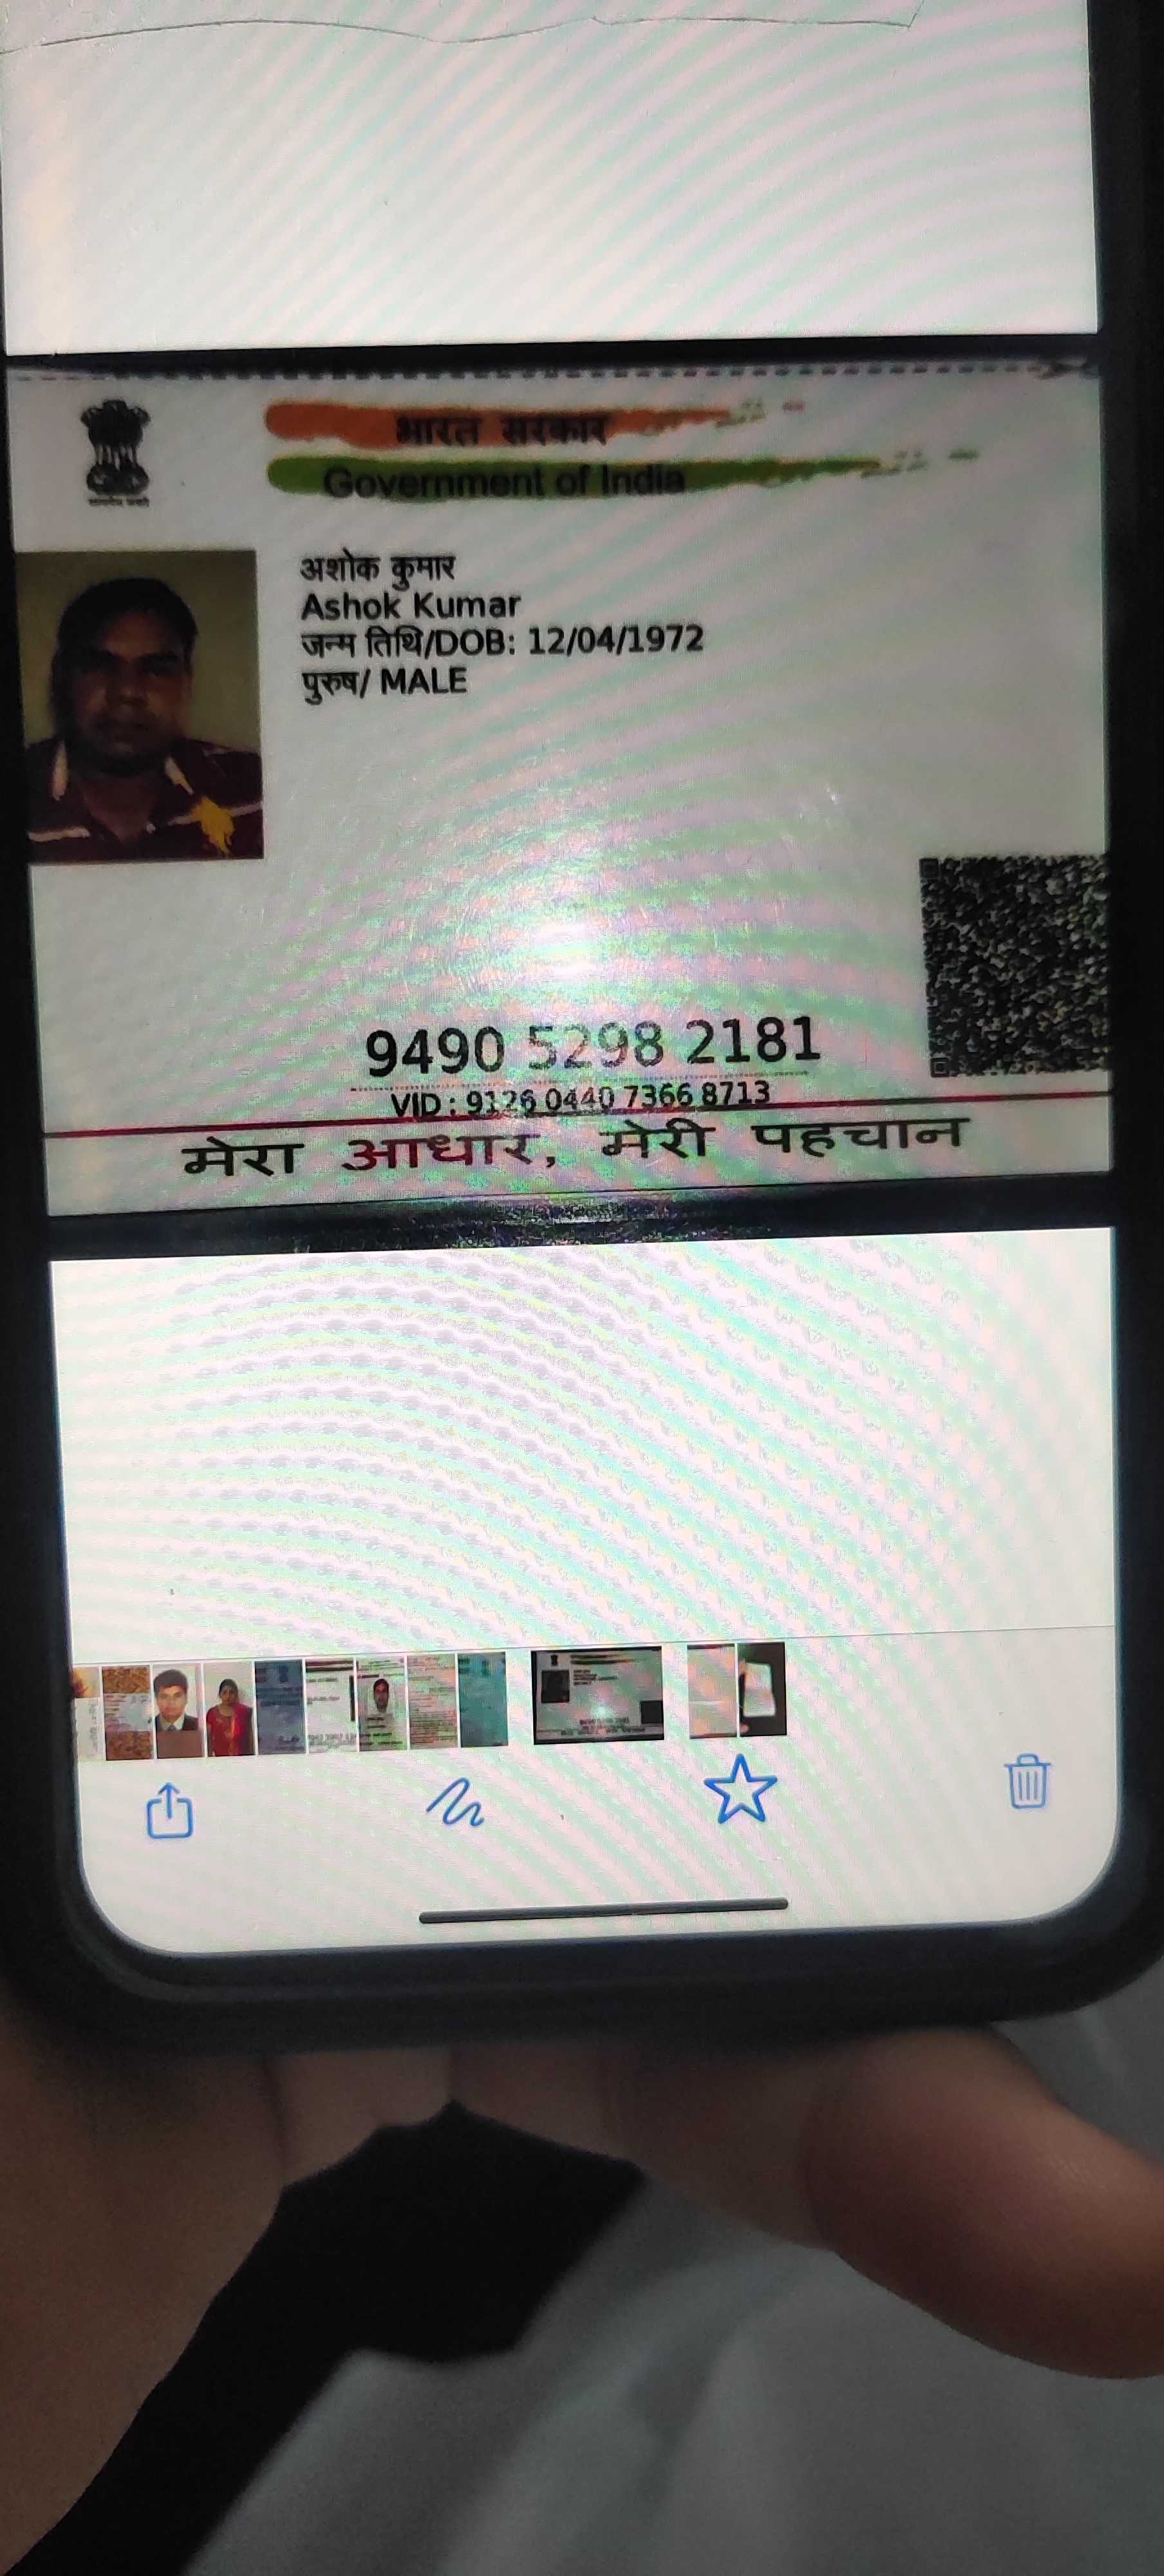 भारत सरकार
Government of India
अशोक कुमार
Ashok Kumar
जन्म तिथि/DOB: 12/04/1972
पुरुष/ MALE
9490 5298 2181
VID : 9126 0440 7366 8713
मेरा आधार, मेरी पहचान